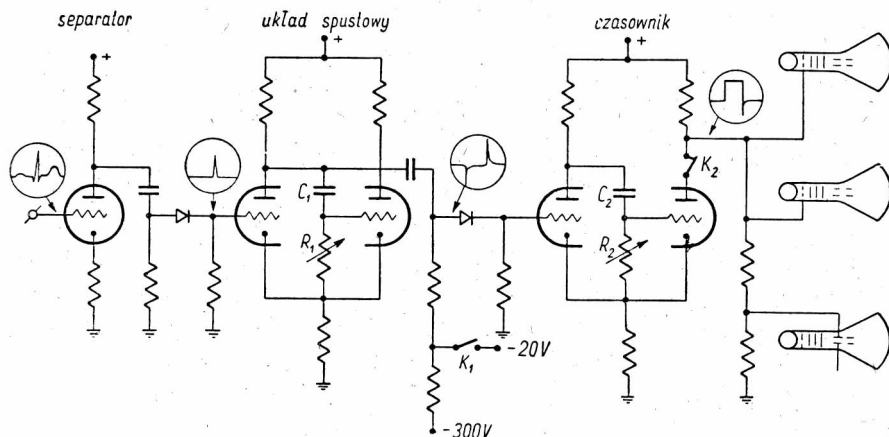 separator
układ spustowy
czasownik
+
+
+
K₂
C₁
C₂
R₁
R₂
K₁
-20V
-300V